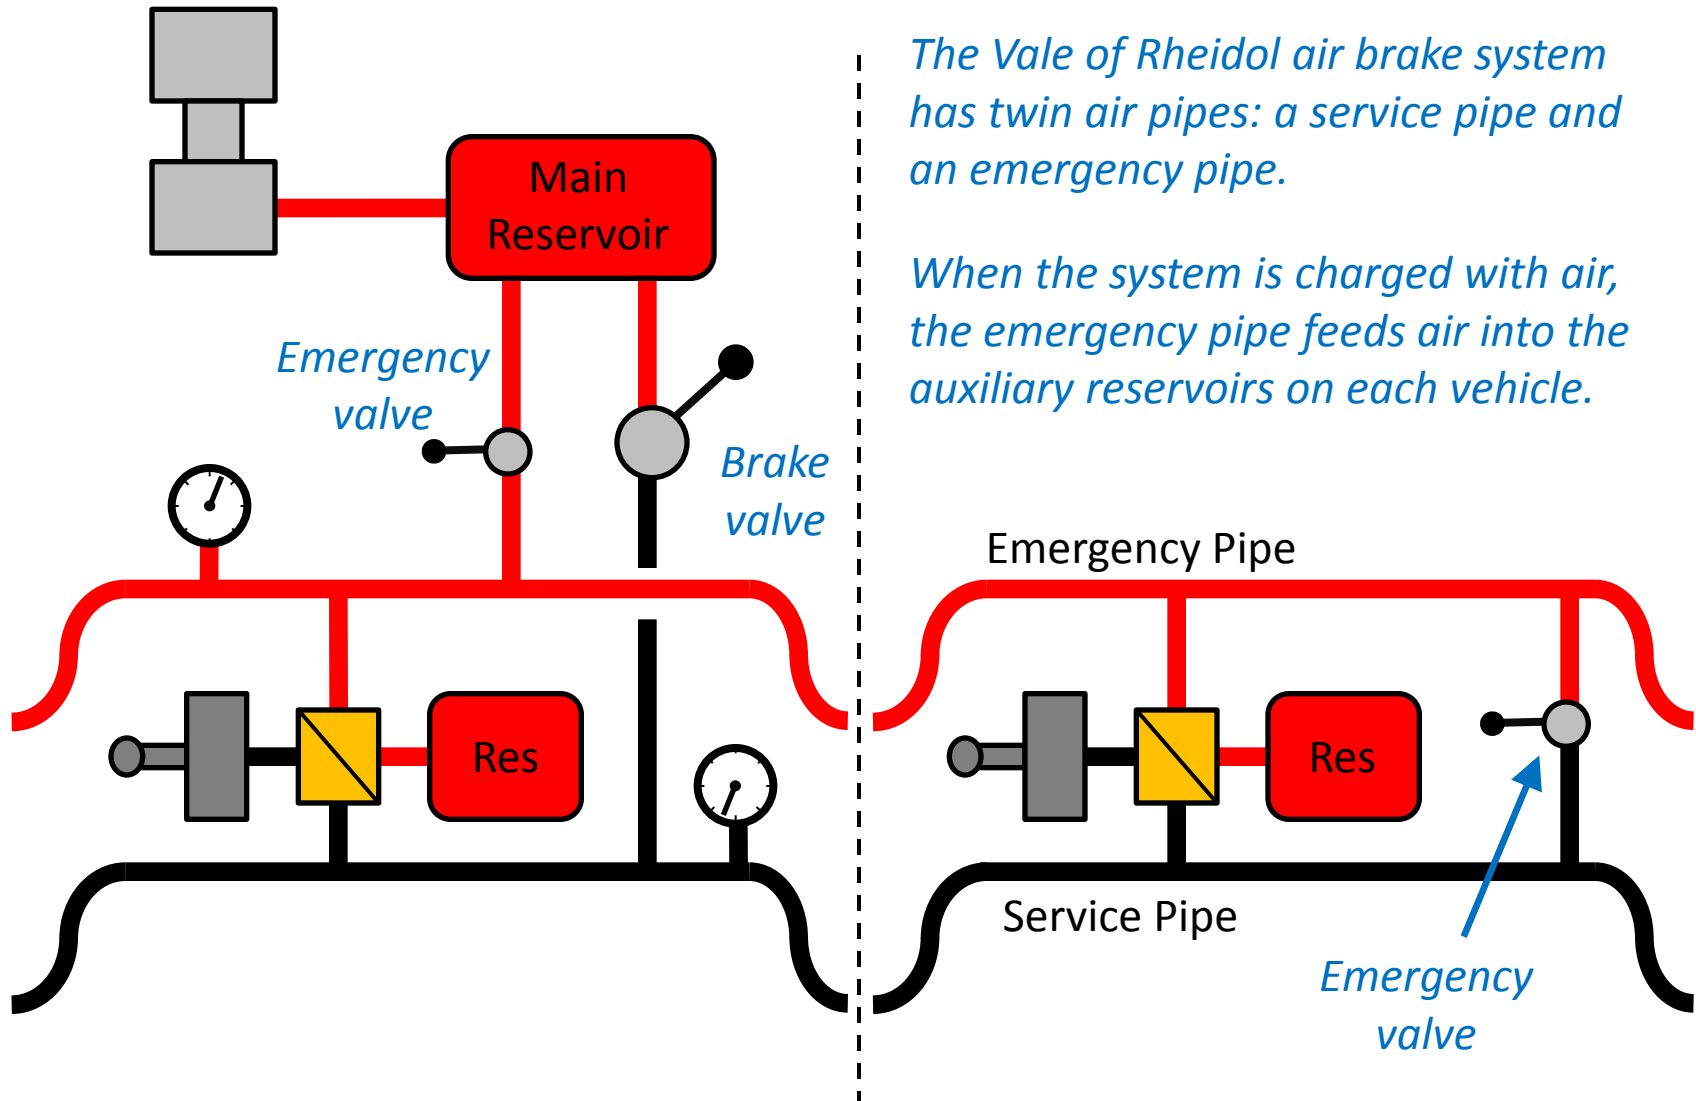 The Vale of Rheidol air brake system
has twin air pipes: a service pipe and
an emergency pipe.
When the system is charged with air,
the emergency pipe feeds air into the
auxiliary reservoirs on each vehicle.
Main
Reservoir
Emergency
valve
Brake
valve
Res
Emergency Pipe
Res
Service Pipe
Emergency
valve